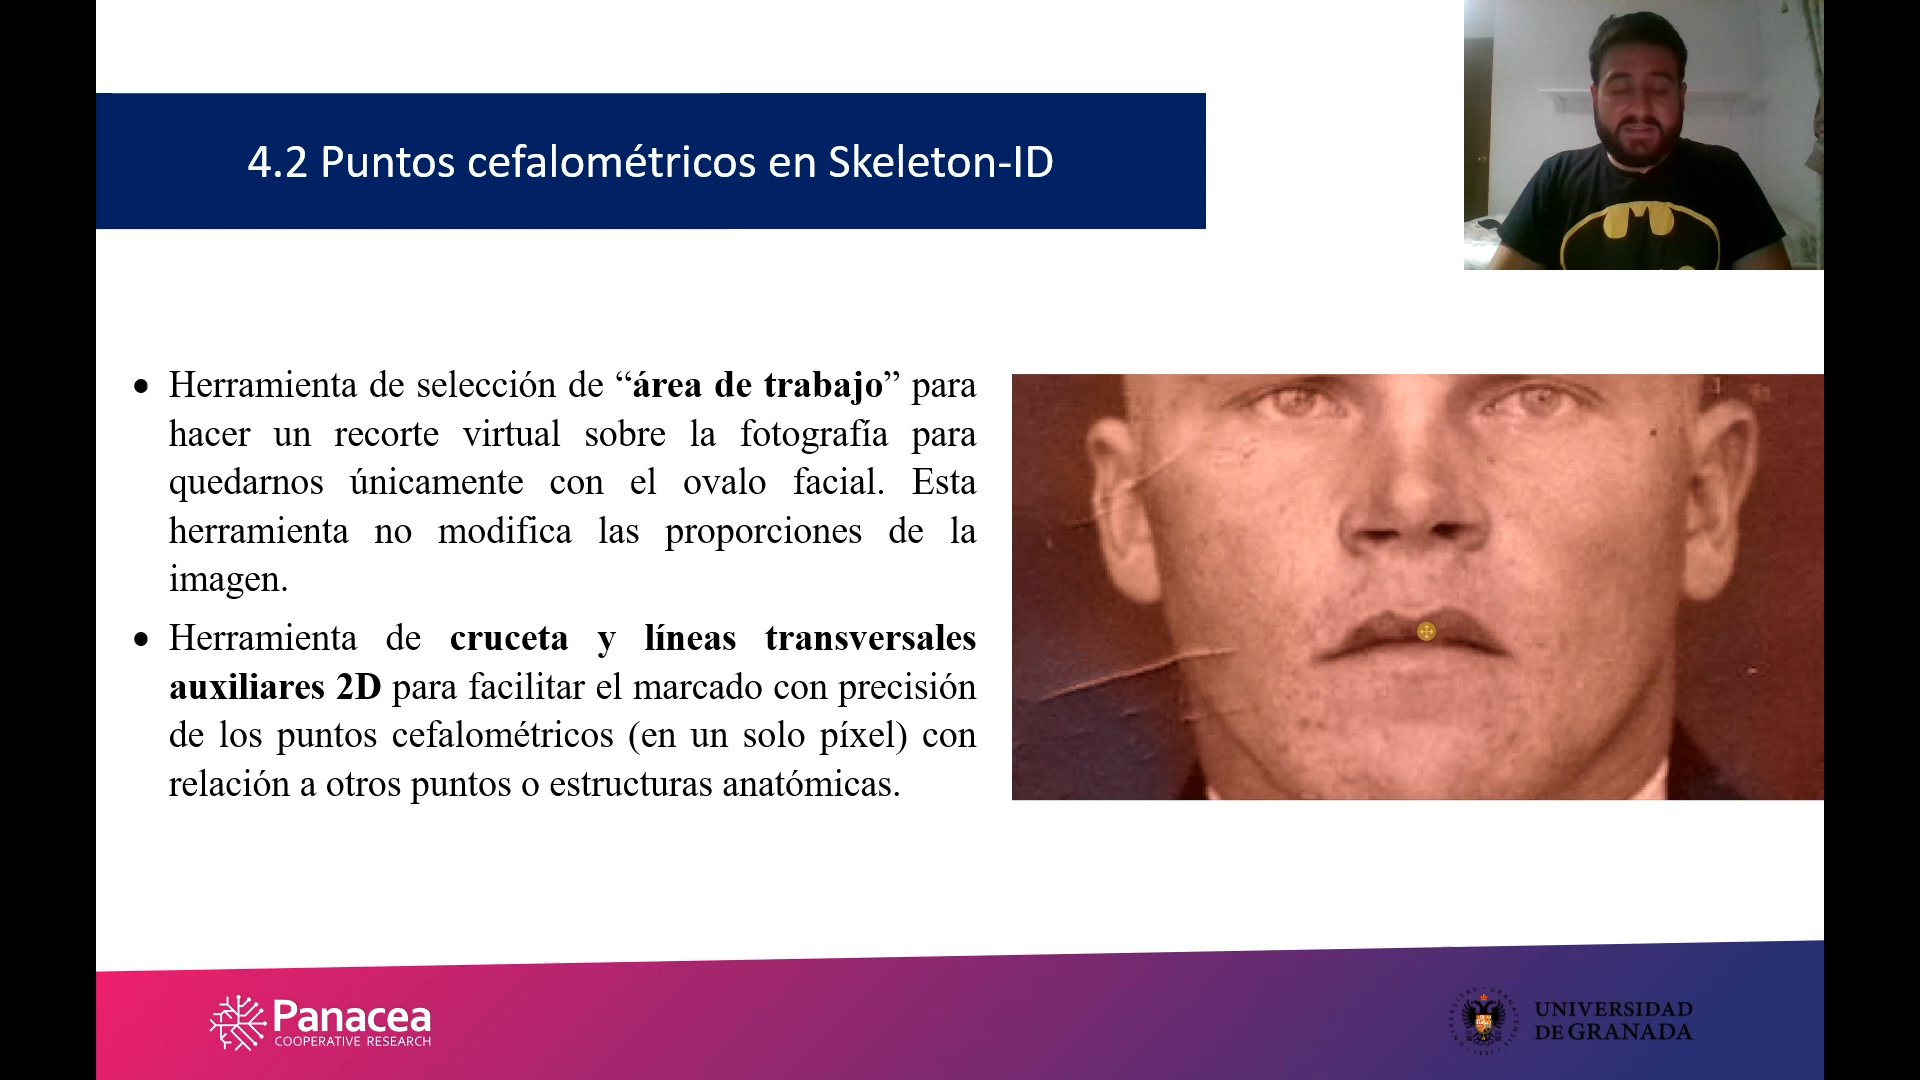 4.2 Puntos cefalométricos en Skeleton-ID
• Herramienta de selección de “área de trabajo” para
hacer un recorte virtual sobre la fotografía para
quedarnos únicamente con el ovalo facial. Esta
herramienta no modifica las proporciones de la
imagen.
• Herramienta de cruceta y líneas transversales
auxiliares 2D para facilitar el marcado con precisión
de los puntos cefalométricos (en un solo píxel) con
relación a otros puntos o estructuras anatómicas.
Panacea
COOPERATIVE RESEARCH
UNIVERSIDAD
DE GRANADA